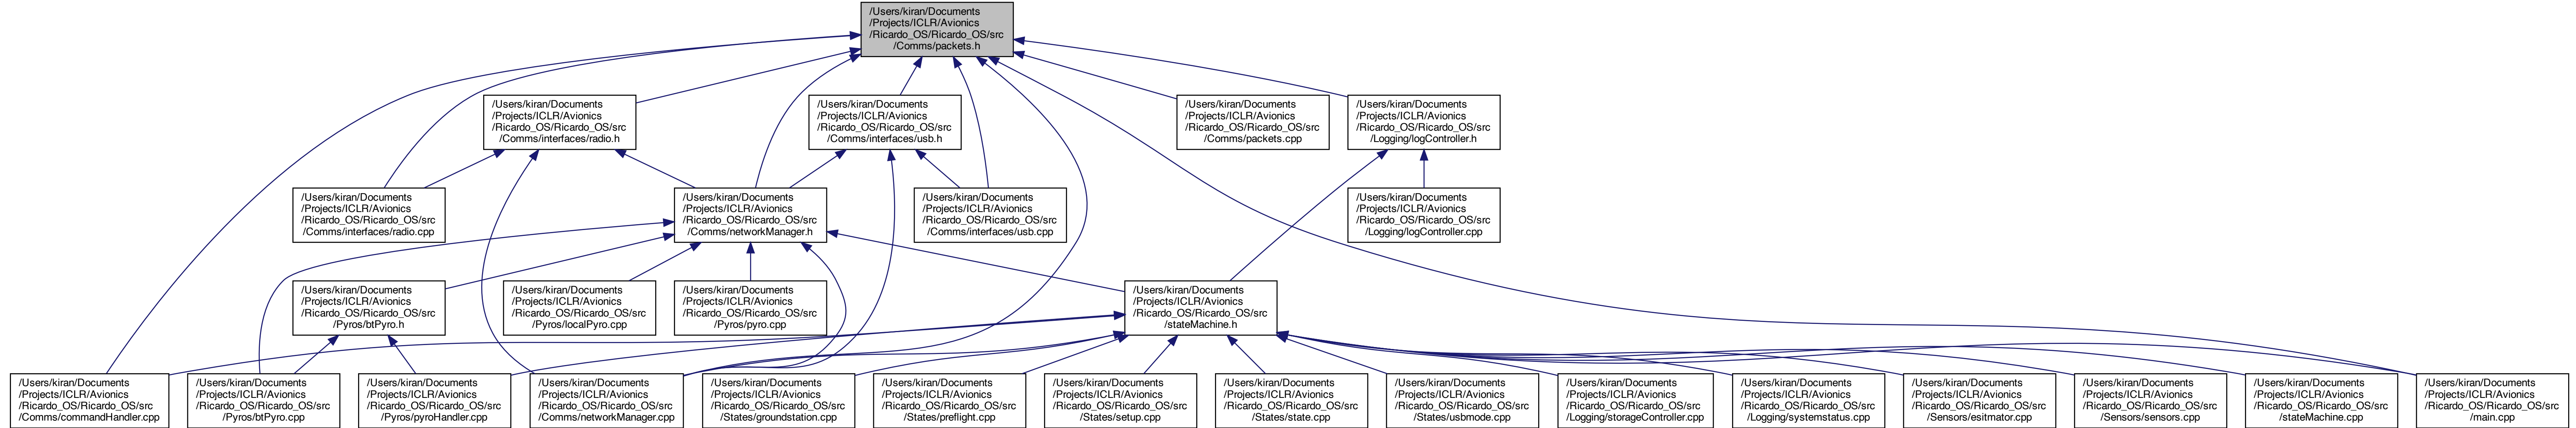 /Users/kiran/Documents
/Projects/ICLR/Avionics
/Ricardo_OS/Ricardo_OS/src
/Comms/packets.h
/Users/kiran/Documents
/Projects/ICLR/Avionics
/Ricardo_OS/Ricardo_OS/src
/Comms/interfaces/radio.h
/Users/kiran/Documents
/Projects/ICLR/Avionics
/Ricardo_OS/Ricardo_OS/src
/Comms/interfaces/usb.h
/Users/kiran/Documents
/Projects/ICLR/Avionics
/Ricardo_OS/Ricardo_OS/src
/Comms/packets.cpp
/Users/kiran/Documents
/Projects/ICLR/Avionics
/Ricardo_OS/Ricardo_OS/src
/Logging/logController.h
/Users/kiran/Documents
/Projects/ICLR/Avionics
/Ricardo_OS/Ricardo_OS/src
/Comms/interfaces/radio.cpp
/Users/kiran/Documents
/Projects/ICLR/Avionics
/Ricardo_OS/Ricardo_OS/src
/Comms/networkManager.h
/Users/kiran/Documents
/Projects/ICLR/Avionics
/Ricardo_OS/Ricardo_OS/src
/Comms/interfaces/usb.cpp
/Users/kiran/Documents
/Projects/ICLR/Avionics
/Ricardo_OS/Ricardo_OS/src
/Logging/logController.cpp
/Users/kiran/Documents
/Projects/ICLR/Avionics
/Ricardo_OS/Ricardo_OS/src
/Pyros/btPyro.h
/Users/kiran/Documents
/Projects/ICLR/Avionics
/Ricardo_OS/Ricardo_OS/src
/Pyros/localPyro.cpp
/Users/kiran/Documents
/Projects/ICLR/Avionics
/Ricardo_OS/Ricardo_OS/src
/Pyros/pyro.cpp
/Users/kiran/Documents
/Projects/ICLR/Avionics
/Ricardo_OS/Ricardo_OS/src
/stateMachine.h
/Users/kiran/Documents
/Projects/ICLR/Avionics
/Ricardo_OS/Ricardo_OS/src
/Comms/commandHandler.cpp
/Users/kiran/Documents
/Projects/ICLR/Avionics
/Ricardo_OS/Ricardo_OS/src
/Pyros/btPyro.cpp
/Users/kiran/Documents
/Projects/ICLR/Avionics
/Ricardo_OS/Ricardo_OS/src
/Pyros/pyroHandler.cpp
/Users/kiran/Documents
/Projects/ICLR/Avionics
/Ricardo_OS/Ricardo_OS/src
/Comms/networkManager.cpp
/Users/kiran/Documents
/Projects/ICLR/Avionics
/Ricardo_OS/Ricardo_OS/src
/States/groundstation.cpp
/Users/kiran/Documents
/Projects/ICLR/Avionics
/Ricardo_OS/Ricardo_OS/src
/States/preflight.cpp
/Users/kiran/Documents
/Projects/ICLR/Avionics
/Ricardo_OS/Ricardo_OS/src
/States/setup.cpp
/Users/kiran/Documents
/Projects/ICLR/Avionics
/Ricardo_OS/Ricardo_OS/src
/States/state.cpp
/Users/kiran/Documents
/Projects/ICLR/Avionics
/Ricardo_OS/Ricardo_OS/src
/States/usbmode.cpp
/Users/kiran/Documents
/Projects/ICLR/Avionics
/Ricardo_OS/Ricardo_OS/src
/Logging/storageController.cpp
/Users/kiran/Documents
/Projects/ICLR/Avionics
/Ricardo_OS/Ricardo_OS/src
/Logging/systemstatus.cpp
/Users/kiran/Documents
/Projects/ICLR/Avionics
/Ricardo_OS/Ricardo_OS/src
/Sensors/esitmator.cpp
/Users/kiran/Documents
/Projects/ICLR/Avionics
/Ricardo_OS/Ricardo_OS/src
/Sensors/sensors.cpp
/Users/kiran/Documents
/Projects/ICLR/Avionics
/Ricardo_OS/Ricardo_OS/src
/stateMachine.cpp
/Users/kiran/Documents
/Projects/ICLR/Avionics
/Ricardo_OS/Ricardo_OS/src
/main.cpp